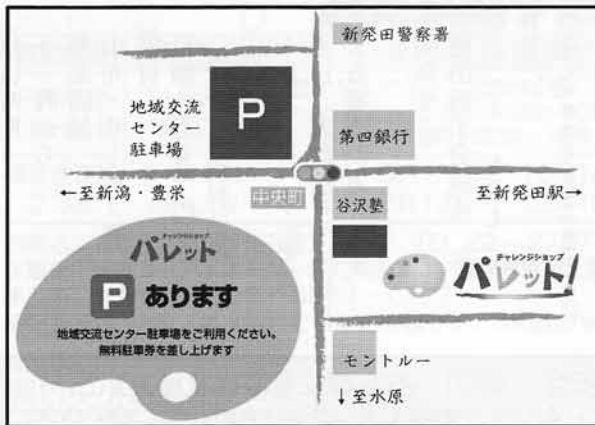 新発田警察署
P
地域交流
センター
駐車場
第四銀行
←至新潟・豊栄
中央町
谷沢塾
至新発田駅→
チャレンジショップ
パレット
P あります
地域交流センター駐車場をご利用ください。
無料駐車券を差し上げます
チャレンジショップ
パレット!
モントルー
↓至水原